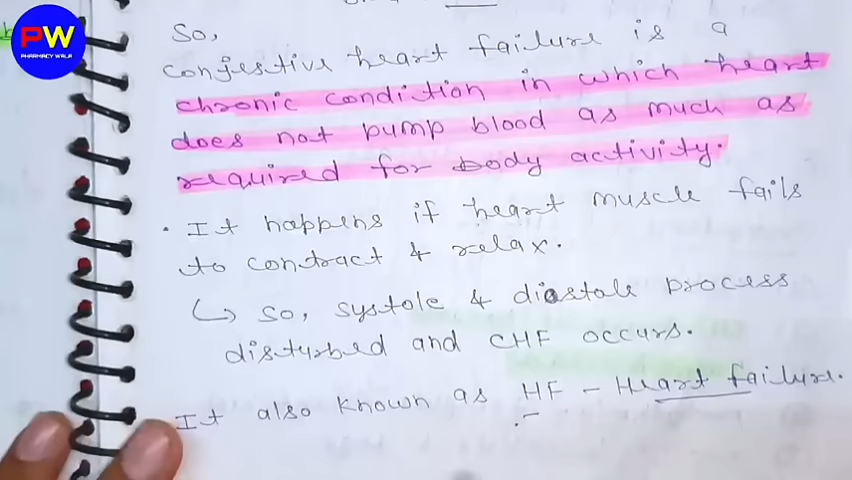 PW
PHARMACY WALA
So,
congestive heart failure is a
chronic condiction in which heart
does not pump blood as much as
required for body activity.
• It happens if heart muscle fails
to contract & relax.
↳ So, systole & diastole process
disturbed and CHF occurs.
It also known as HF – Heart failure.